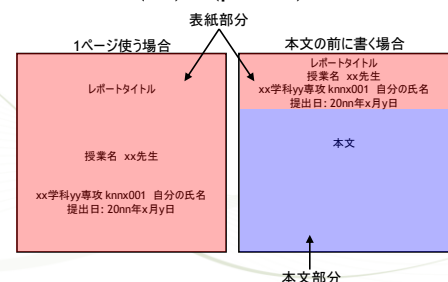 表紙部分
1ページ使う場合
本文の前に書く場合
レポートタイトル
授業名 xx先生
xx学科yy専攻 knnx001 自分の氏名
提出日: 20nn年x月y日
レポートタイトル
授業名 xx先生
xx学科yy専攻 knnx001 自分の氏名
提出日: 20nn年x月y日
本文
本文部分